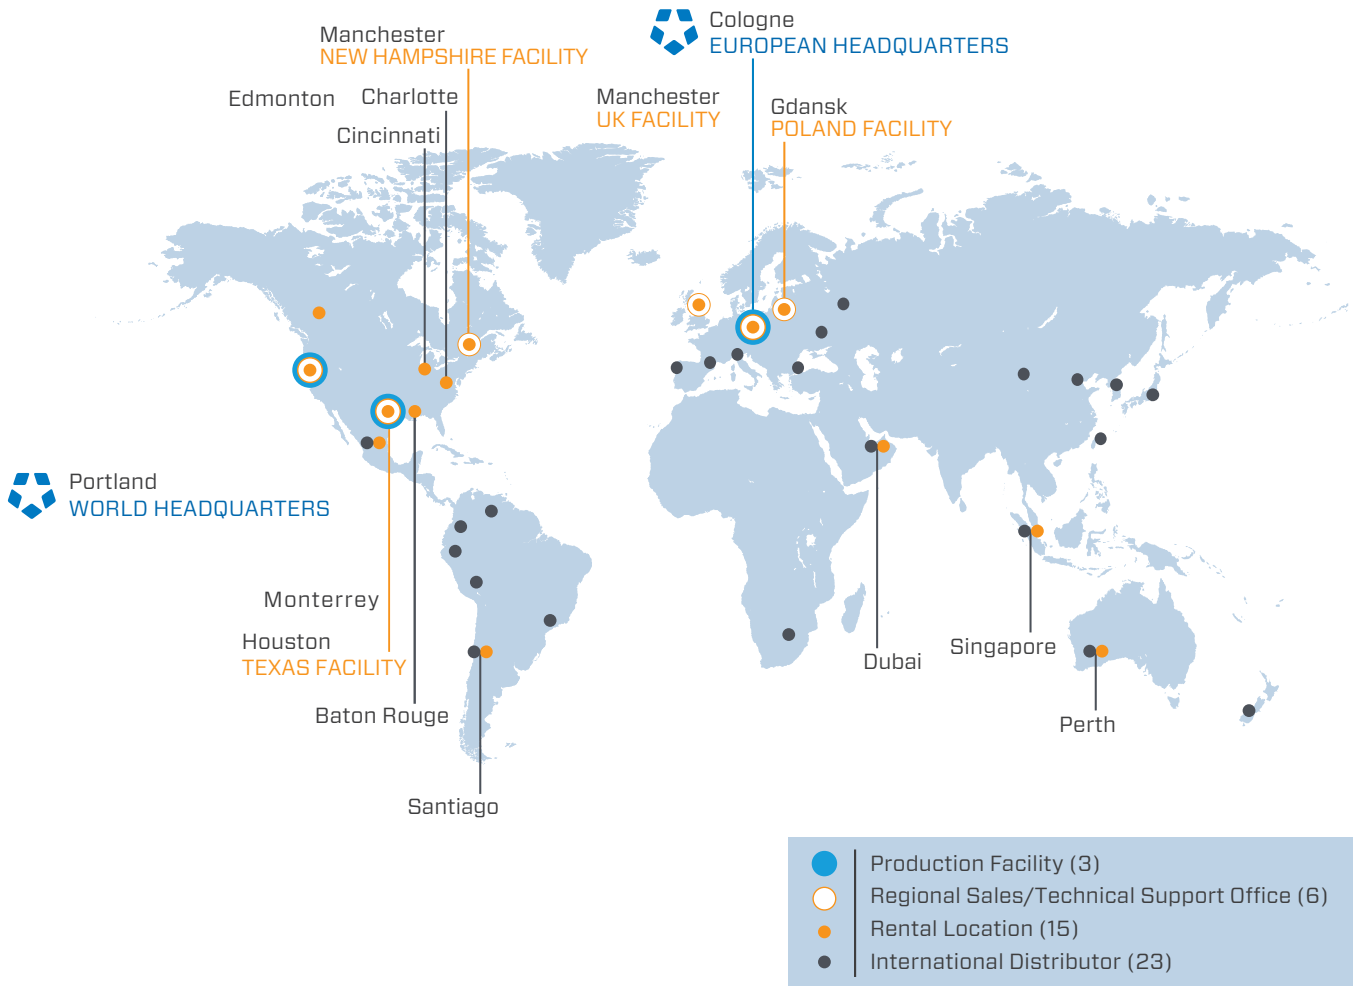 Cologne
EUROPEAN HEADQUARTERS
Manchester
NEW HAMPSHIRE FACILITY
Edmonton
Charlotte
Cincinnati
Manchester
UK FACILITY
Gdansk
POLAND FACILITY
Portland
WORLD HEADQUARTERS
Monterrey
Houston
TEXAS FACILITY
Baton Rouge
Santiago
Dubai
Singapore
Perth
Production Facility (3)
Regional Sales/Technical Support Office (6)
Rental Location (15)
International Distributor (23)